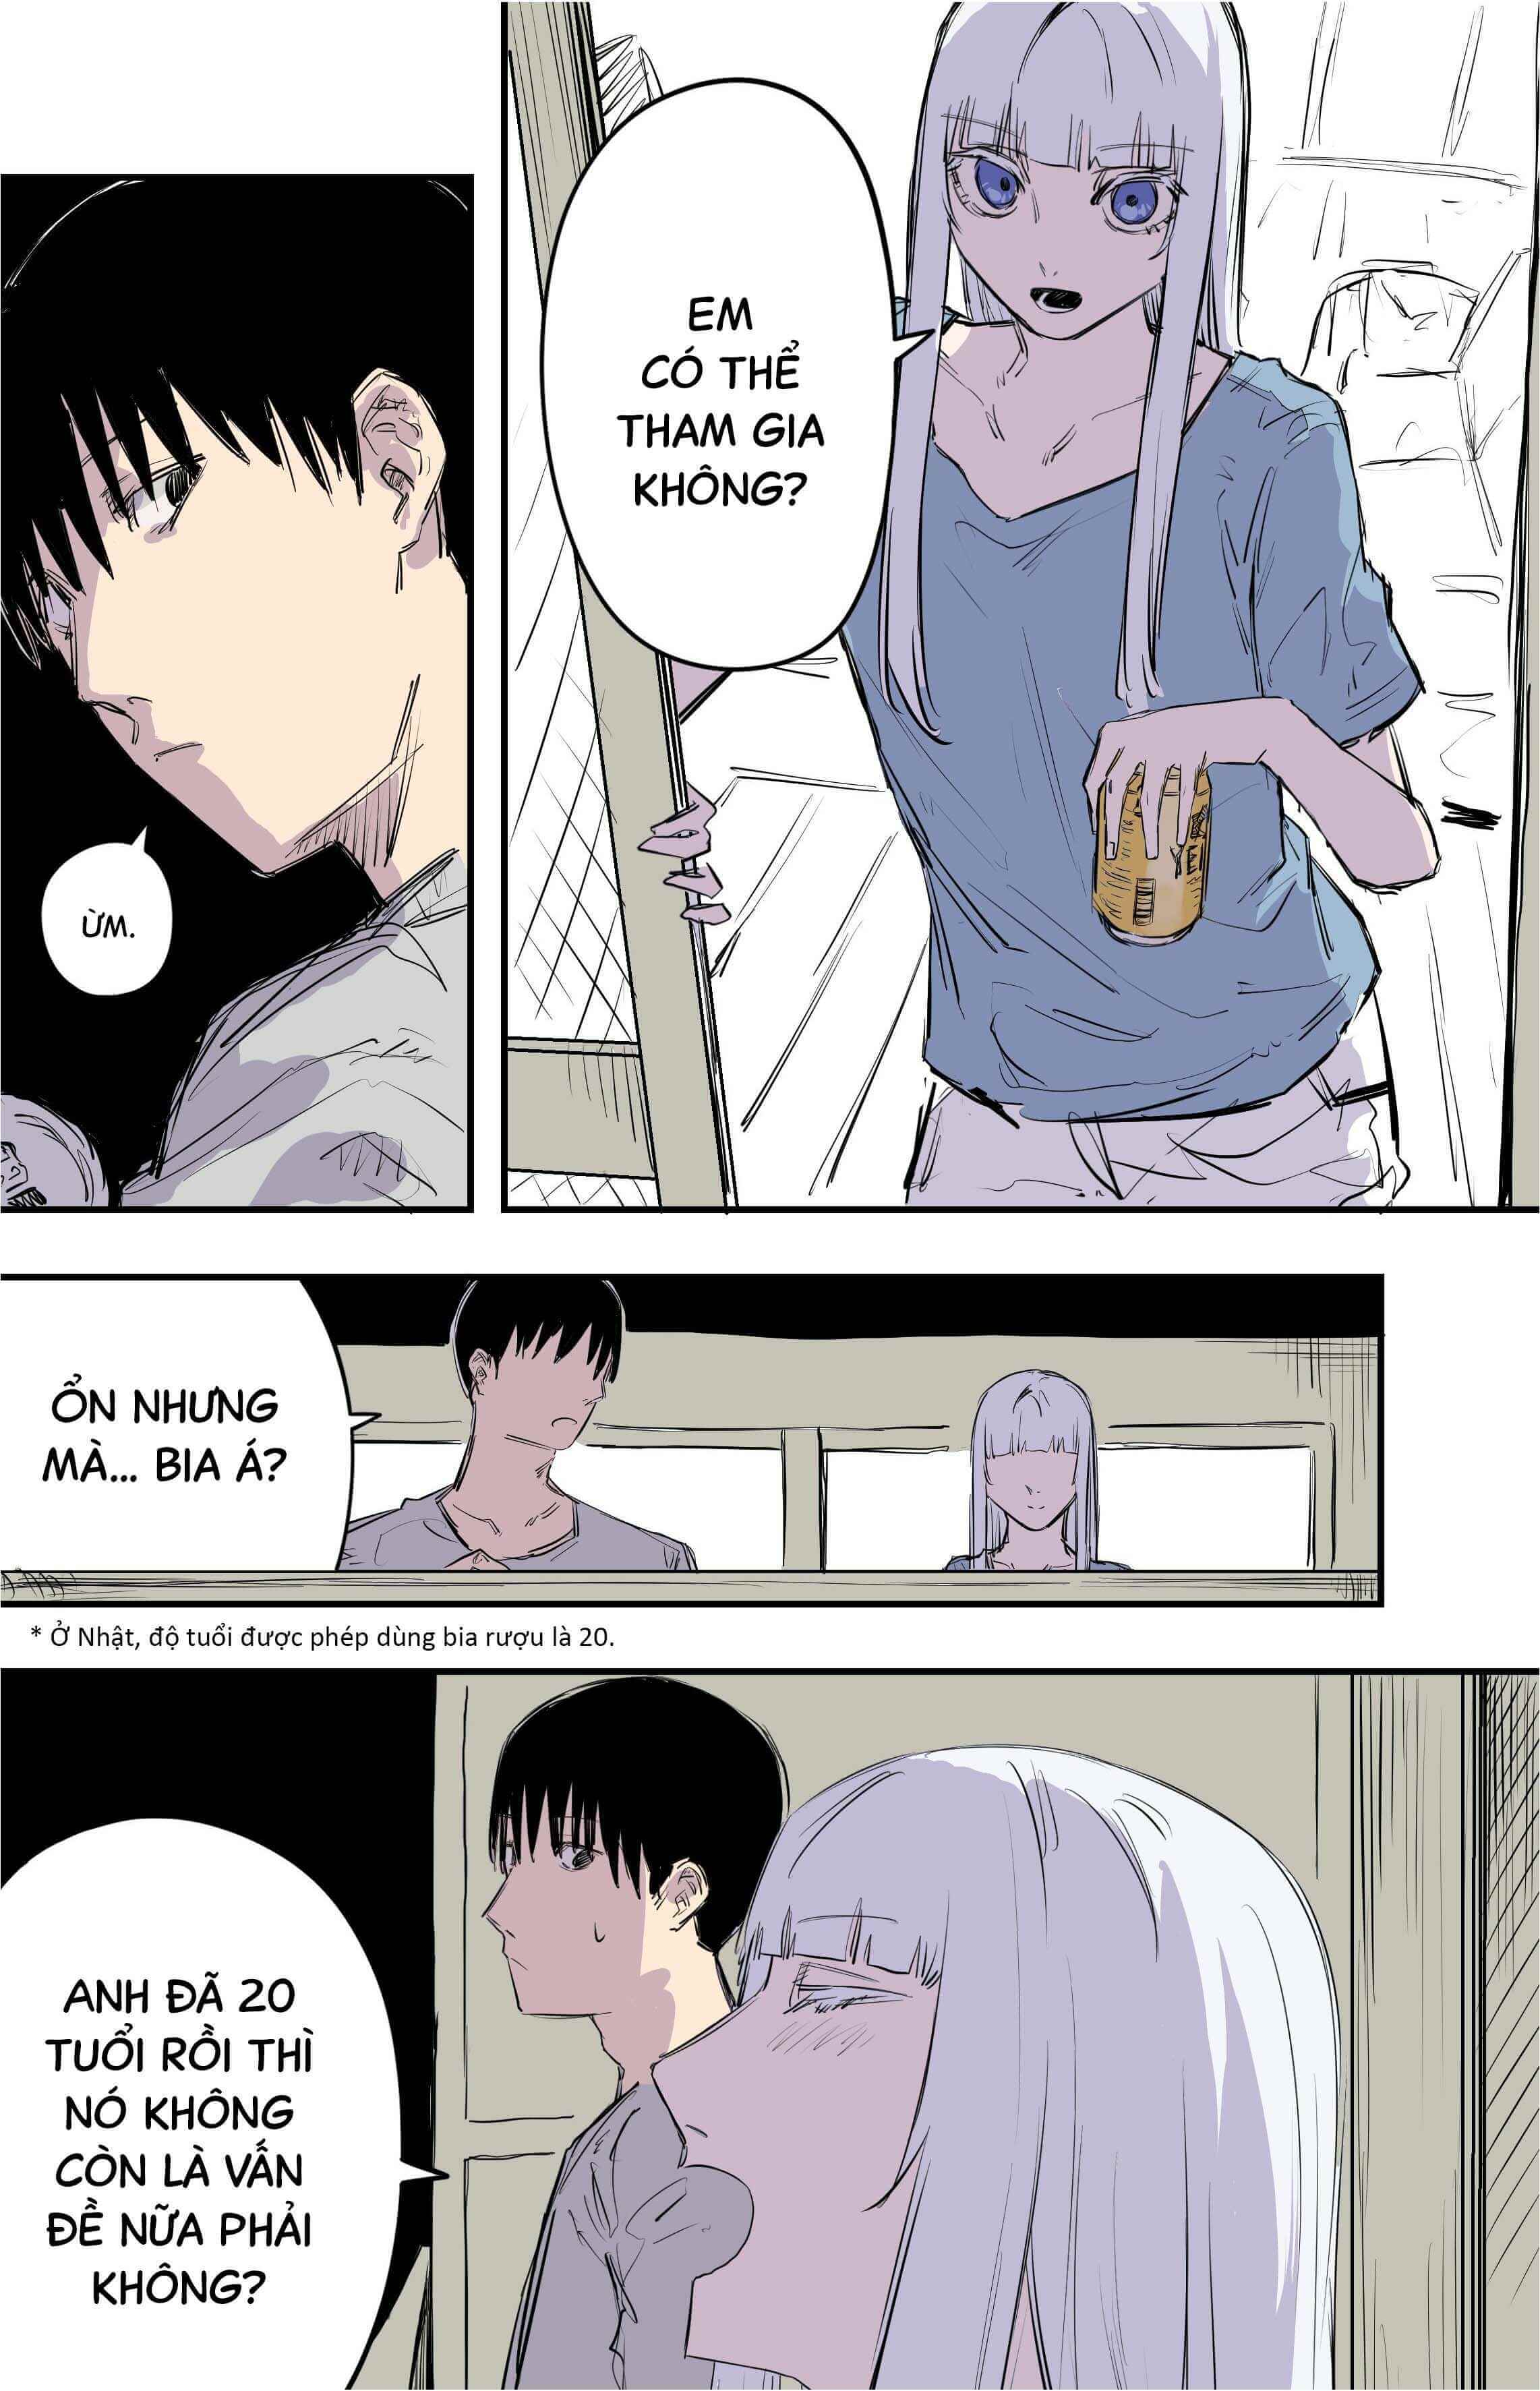 EM
CÓ THỂ
THAM GIA
KHÔNG?
YE
ỪM.
ỔN NHƯNG
MÀ... BIA Á?
* Ở Nhật, độ tuổi được phép dùng bia rượu là 20.
ANH ĐÃ 20
TUỔI RỒI THÌ
NÓ KHÔNG
CÒN LÀ VẤN
ĐỀ NỮA PHẢI
KHÔNG?